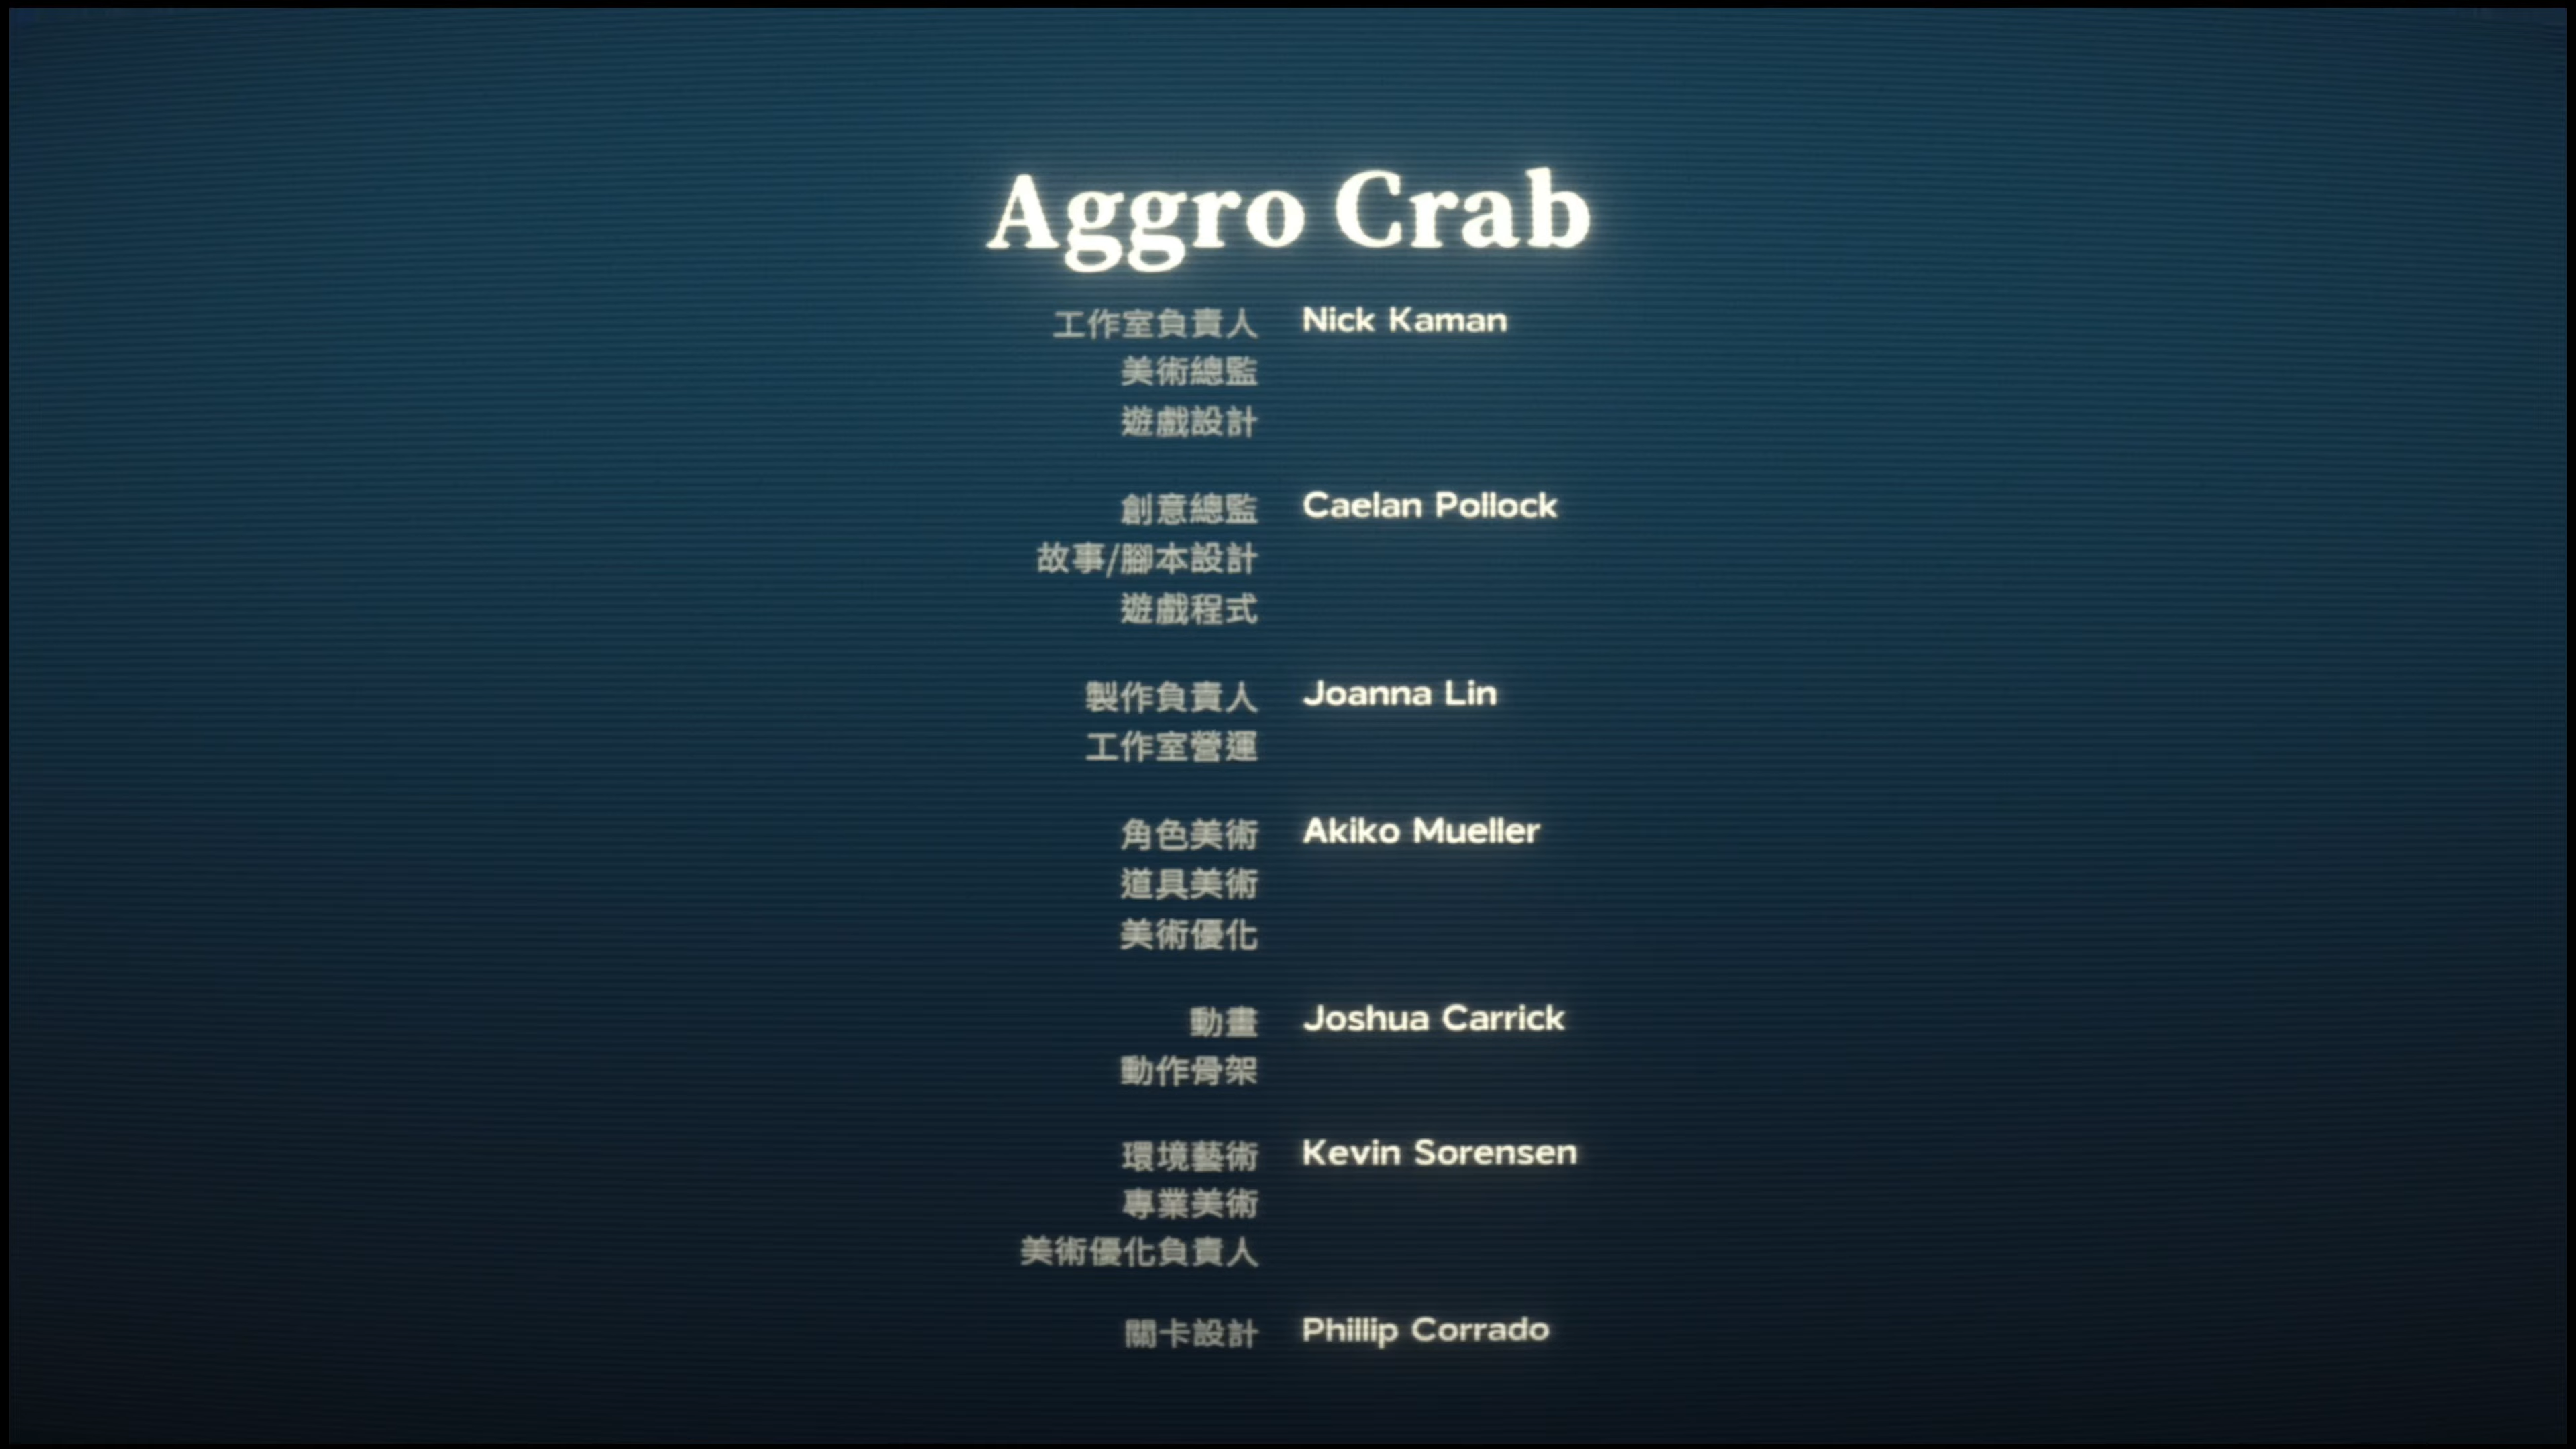 Aggro Crab
工作室負責人 Nick Kaman
美術總監
遊戲設計
創意總監 Caelan Pollock
故事/腳本設計
遊戲程式
製作負責人 Joanna Lin
工作室營運
角色美術 Akiko Mueller
道具美術
美術優化
動畫 Joshua Carrick
動作骨架
環境藝術 Kevin Sorensen
專業美術
美術優化負責人
關卡設計 Phillip Corrado